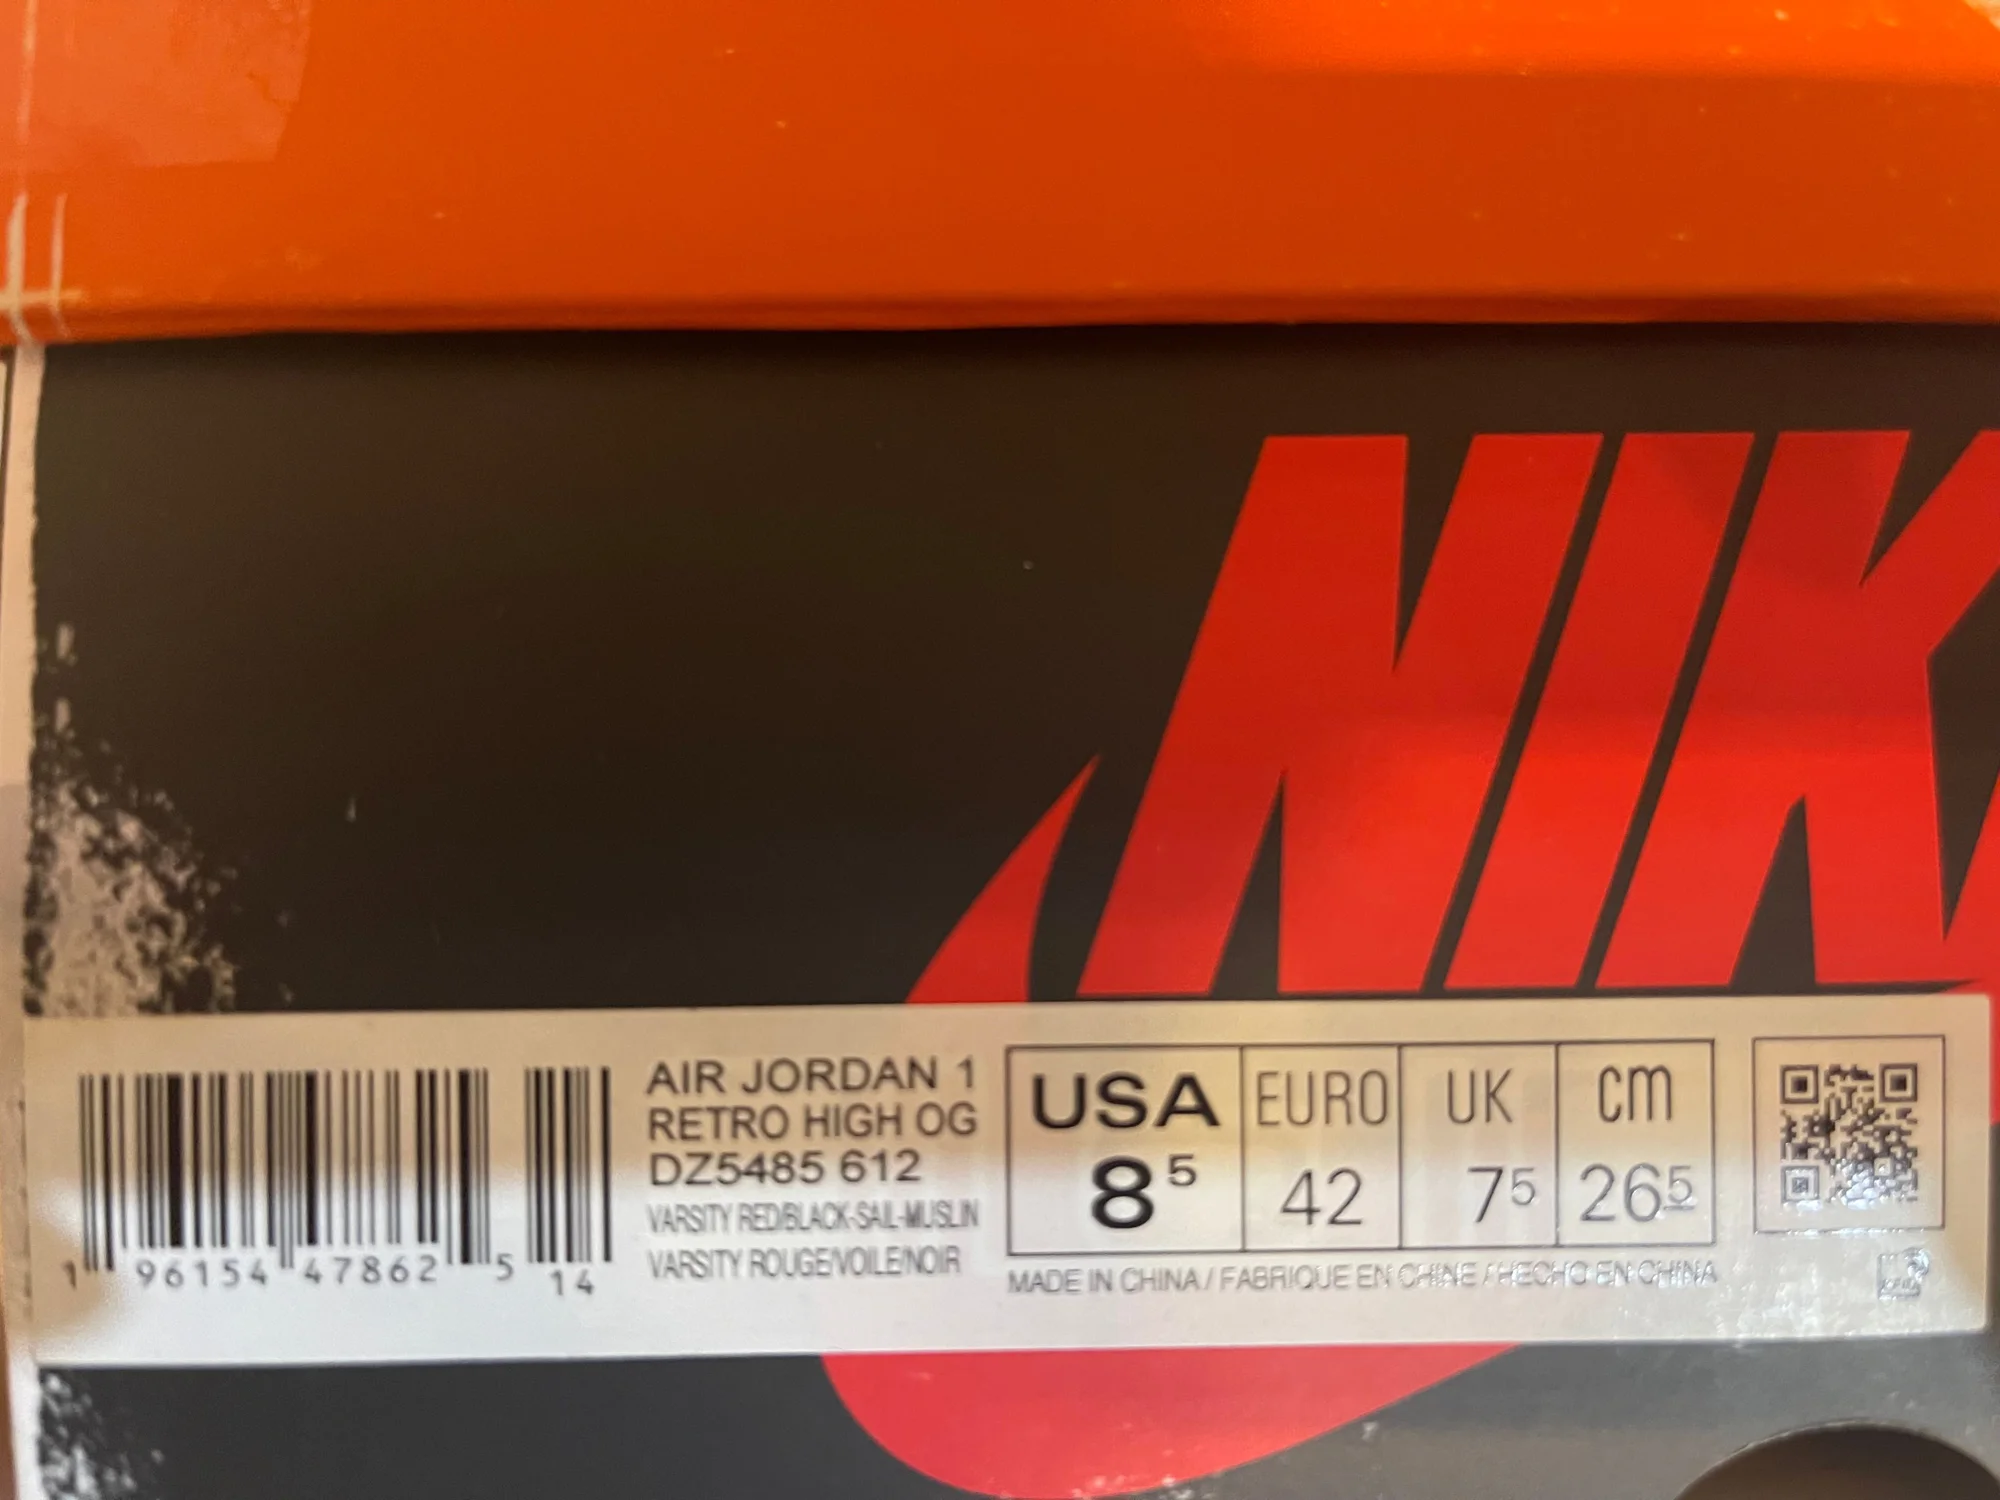 NIK
AIR JORDAN 1
RETRO HIGH OG
DZ5485 612
VARSITY RED/BLACK-SAIL-MUSLIN
VARSITY ROUGE/VOILE/NOIR
1 96154 47862 5 14
USA EURO UK CM
8 5 42 7 5 26 5
MADE IN CHINA / FABRIQUE EN CHINE / HECHO EN CHINA